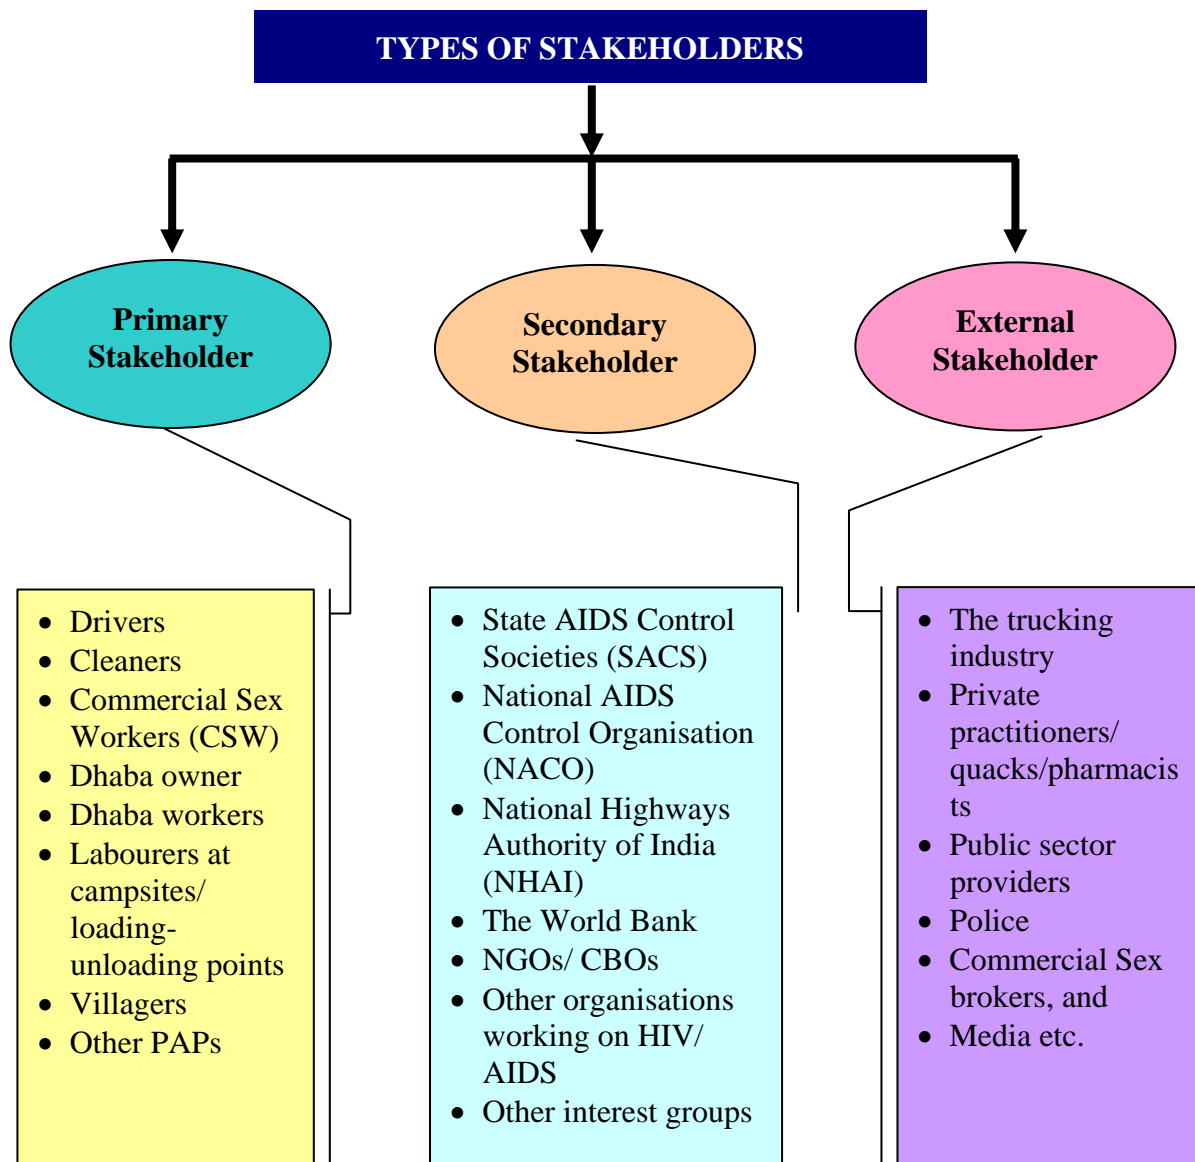 TYPES OF STAKEHOLDERS
Primary
Stakeholder
Secondary
Stakeholder
External
Stakeholder
• Drivers
• Cleaners
• Commercial Sex
Workers (CSW)
• Dhaba owner
• Dhaba workers
• Labourers at
campsites/
loading-
unloading points
• Villagers
• Other PAPs
• State AIDS Control
Societies (SACS)
• National AIDS
Control Organisation
(NACO)
• National Highways
Authority of India
(NHAI)
• The World Bank
• NGOs/ CBOs
• Other organisations
working on HIV/
AIDS
• Other interest groups
• The trucking
industry
• Private
practitioners/
quacks/pharmacis
ts
• Public sector
providers
• Police
• Commercial Sex
brokers, and
• Media etc.